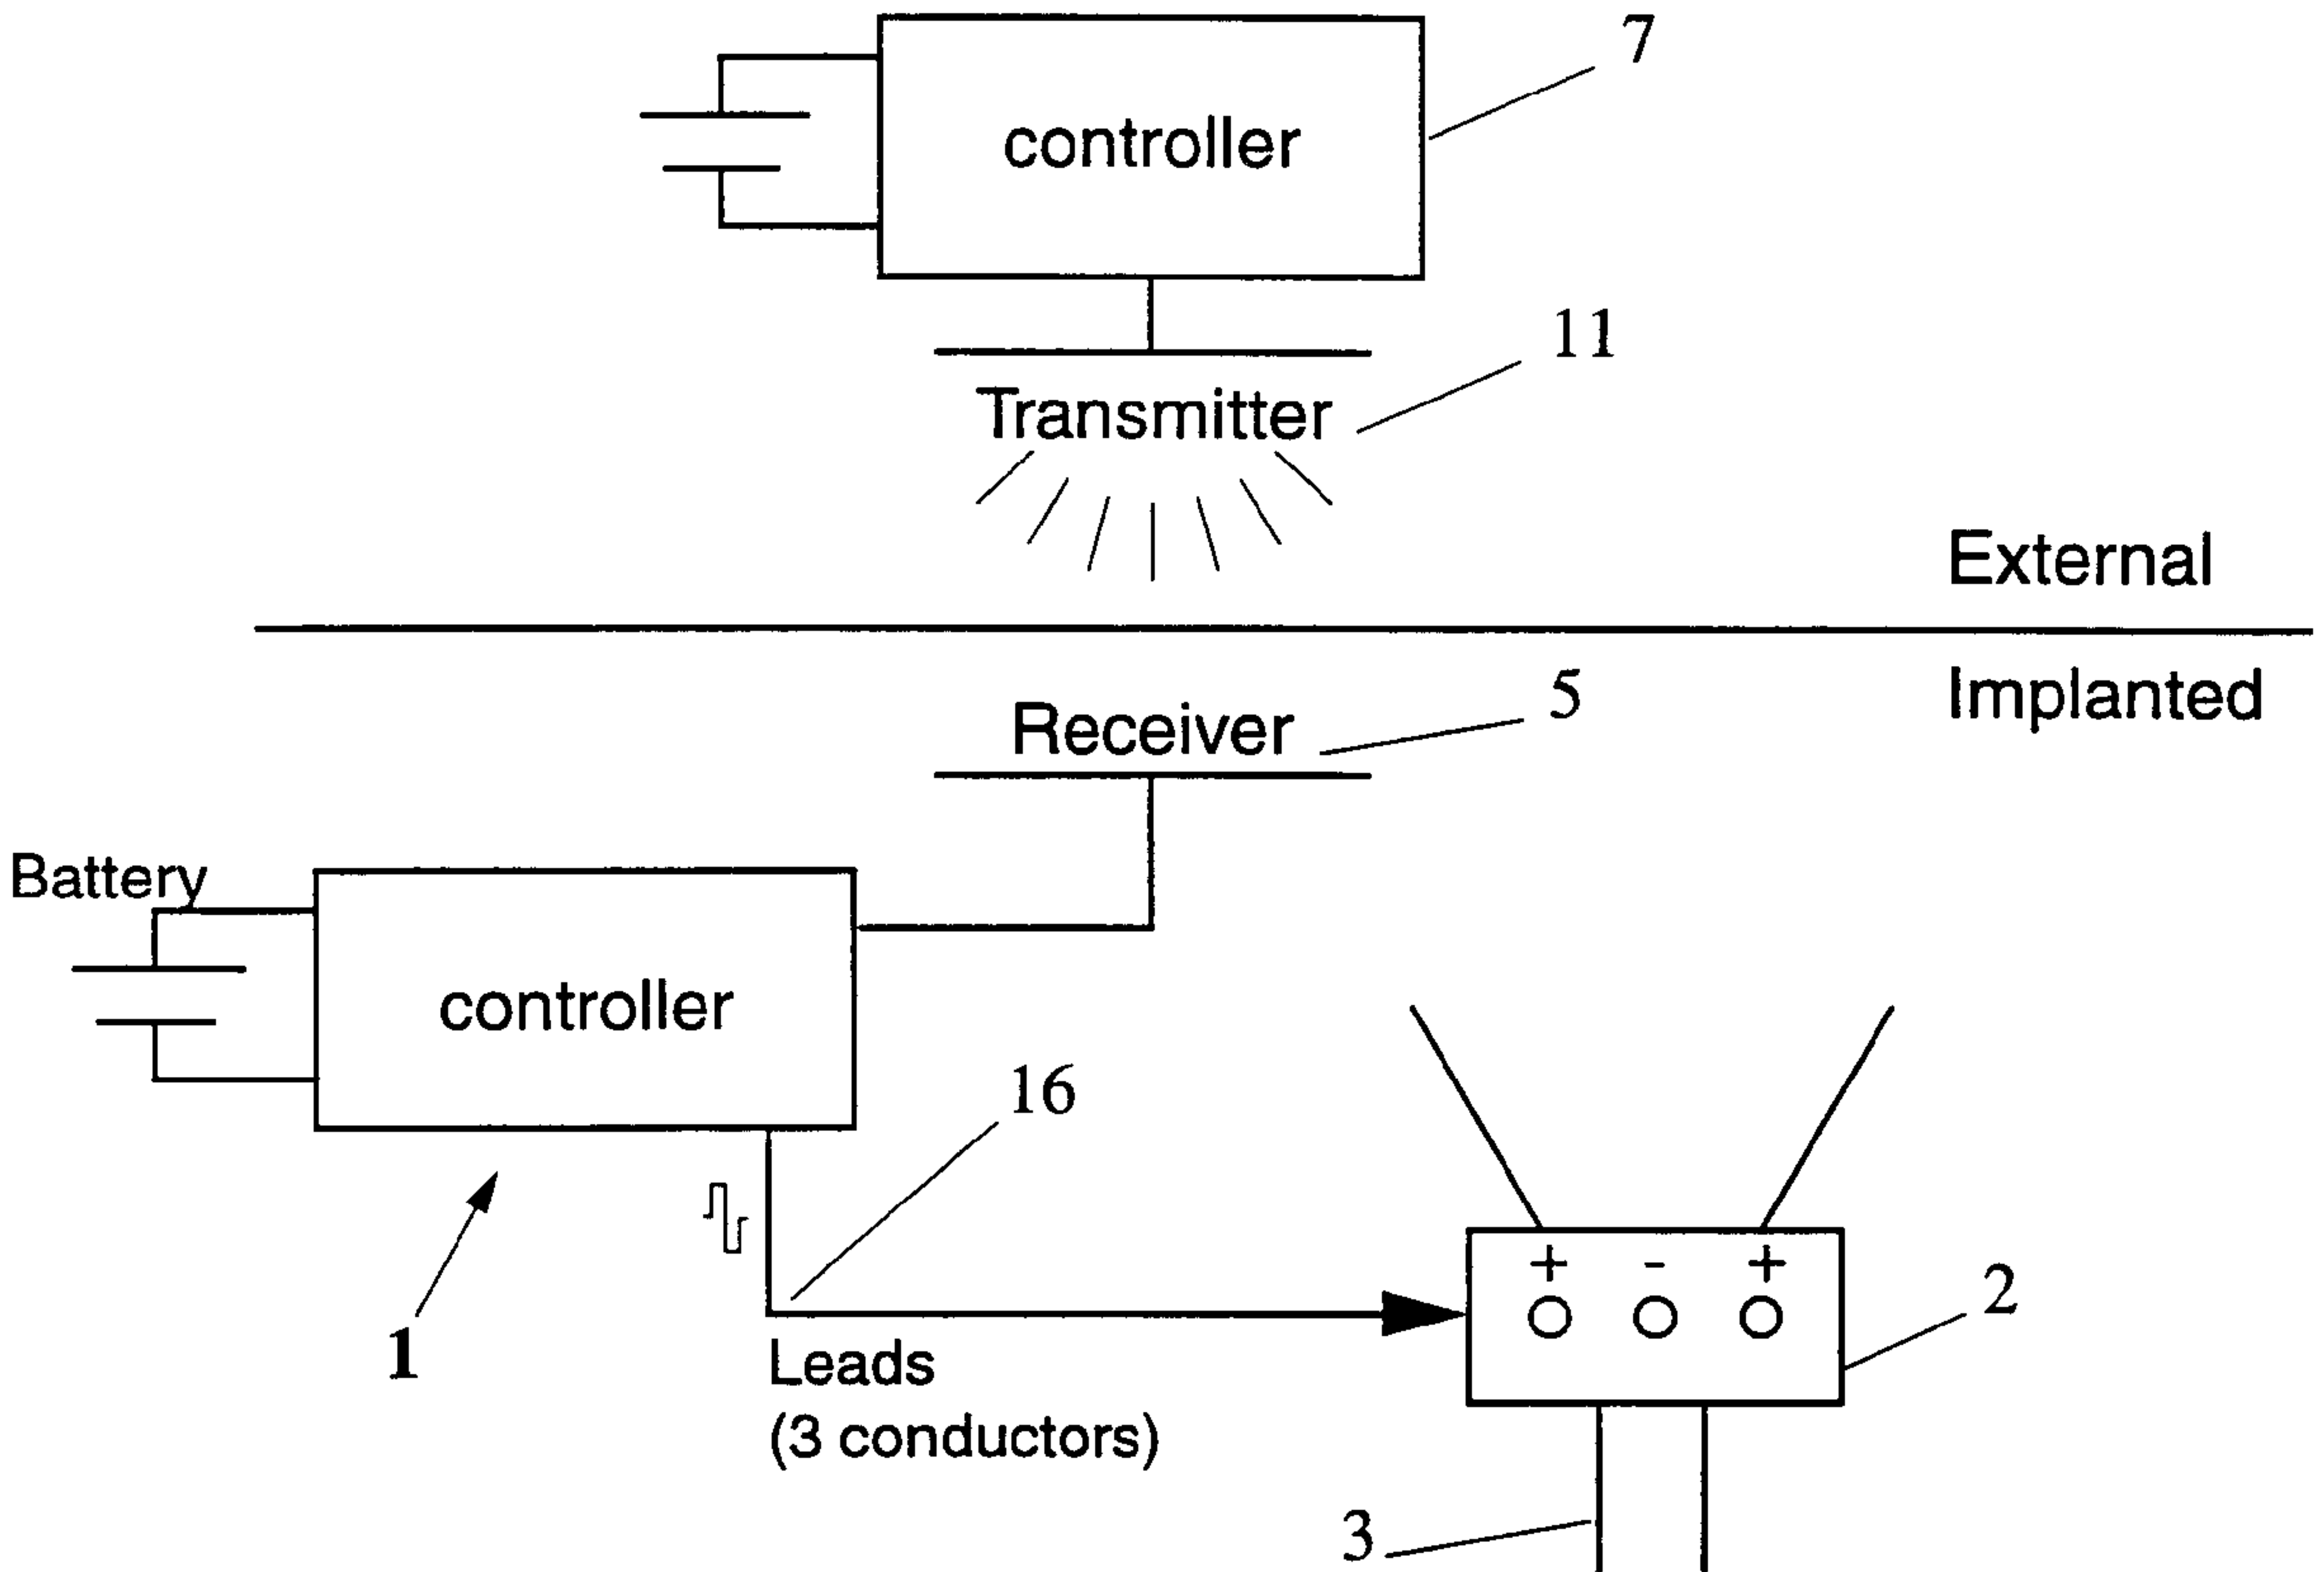 7
controller
11
Transmitter
External
Implanted
5
Receiver
Battery
controller
16
+ - +
2
1
Leads
(3 conductors)
3